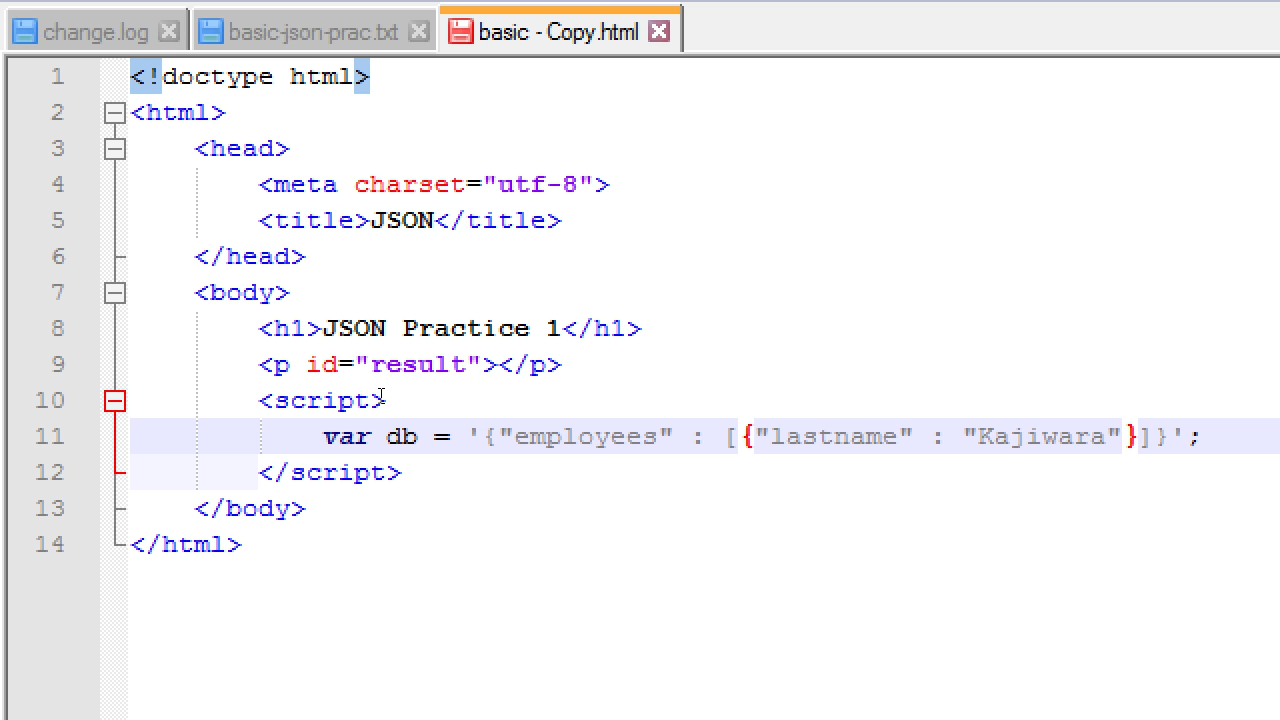 change.log basic-json-prac.txt basic - Copy.html
1 <!doctype html>
2 <html>
3 <head>
4 <meta charset="utf-8">
5 <title>JSON</title>
6 </head>
7 <body>
8 <h1>JSON Practice 1</h1>
9 <p id="result"></p>
10 <script>
11 var db = '{"employees" : [{"lastname" : "Kajiwara"}]}';
12 </script>
13 </body>
14 </html>